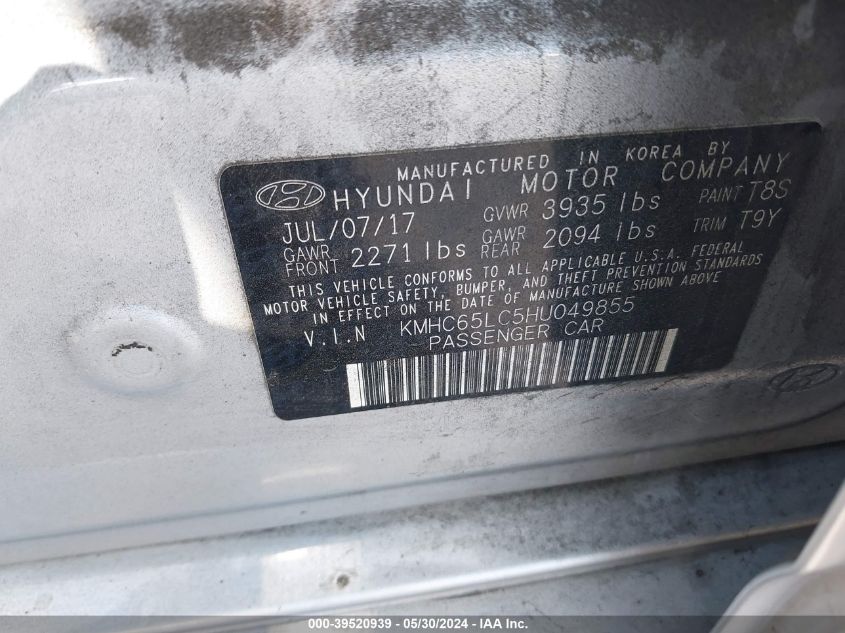 MANUFACTURED IN KOREA BY
HYUNDAI MOTOR COMPANY
JUL/07/17 GVWR 3935 lbs PAINT T8S
GAWR FRONT 2271 lbs GAWR REAR 2094 lbs TRIM T9Y
THIS VEHICLE CONFORMS TO ALL APPLICABLE U.S.A. FEDERAL
MOTOR VEHICLE SAFETY, BUMPER, AND THEFT PREVENTION STANDARDS
IN EFFECT ON THE DATE OF MANUFACTURE SHOWN ABOVE.
V.I.N KMHC65LC5HU049855
PASSENGER CAR
000-39520939 / 05/30/2024 - IAAI.COM